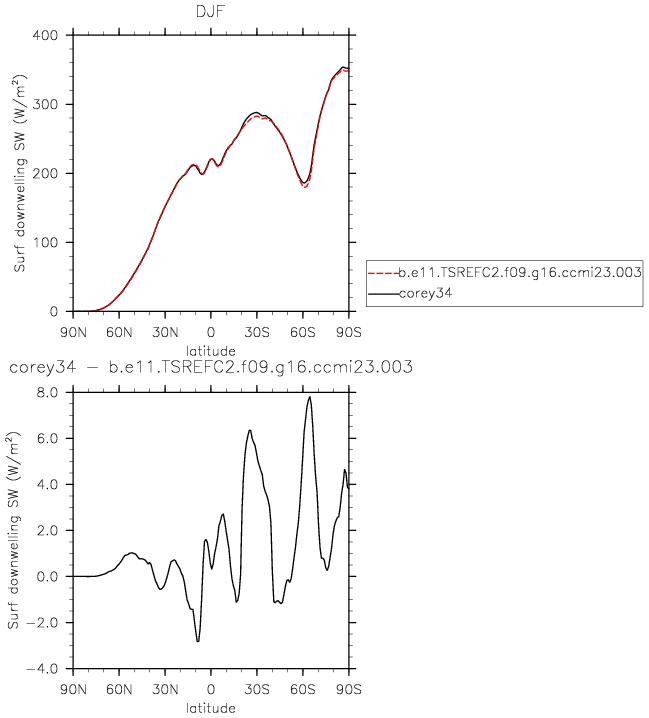 DJF
Surf downwelling SW (W/m²)
400
300
200
100
0
90N 60N 30N 0 30S 60S 90S
latitude
b.e11.TSREFC2.f09.g16.ccmi23.003
corey34
corey34 − b.e11.TSREFC2.f09.g16.ccmi23.003
Surf downwelling SW (W/m²)
8.0
6.0
4.0
2.0
0.0
−2.0
−4.0
90N 60N 30N 0 30S 60S 90S
latitude